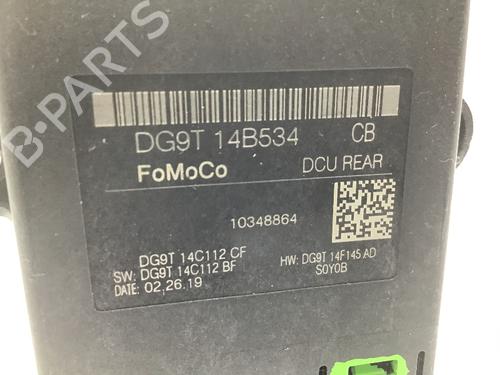 B-PARTS
DG9T 14B534 CB
FoMoCo DCU REAR
10348864
DG9T 14C112 CF
SW: DG9T 14C112 BF HW: DG9T 14F145 AD
DATE: 02,26.19 S0Y0B